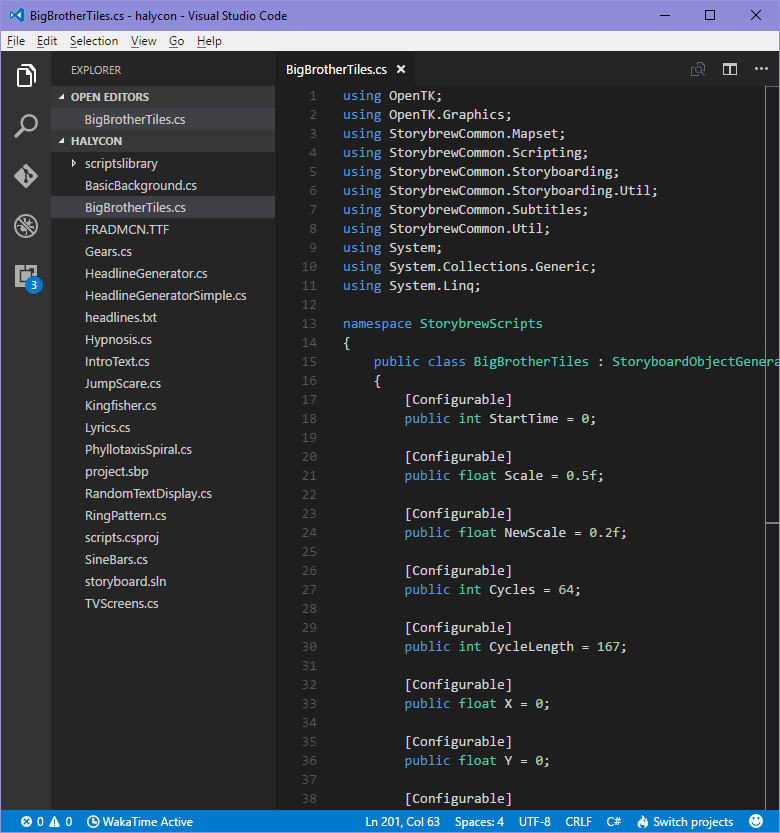 BigBrotherTiles.cs - halycon - Visual Studio Code
File Edit Selection View Go Help
EXPLORER
OPEN EDITORS
BigBrotherTiles.cs
HALYCON
scriptslibrary
BasicBackground.cs
BigBrotherTiles.cs
FRADMCN.TTF
Gears.cs
HeadlineGenerator.cs
HeadlineGeneratorSimple.cs
headlines.txt
Hypnosis.cs
IntroText.cs
JumpScare.cs
Kingfisher.cs
Lyrics.cs
PhyllotaxisSpiral.cs
project.sbp
RandomTextDisplay.cs
RingPattern.cs
scripts.csproj
SineBars.cs
storyboard.sln
TVScreens.cs
3
BigBrotherTiles.cs
1 using OpenTK;
2 using OpenTK.Graphics;
3 using StorybrewCommon.Mapset;
4 using StorybrewCommon.Scripting;
5 using StorybrewCommon.Storyboarding;
6 using StorybrewCommon.Storyboarding.Util;
7 using StorybrewCommon.Subtitles;
8 using StorybrewCommon.Util;
9 using System;
10 using System.Collections.Generic;
11 using System.Linq;
12
13 namespace StorybrewScripts
14 {
15 public class BigBrotherTiles : StoryboardObjectGenera
16 {
17 [Configurable]
18 public int StartTime = 0;
19
20 [Configurable]
21 public float Scale = 0.5f;
22
23 [Configurable]
24 public float NewScale = 0.2f;
25
26 [Configurable]
27 public int Cycles = 64;
28
29 [Configurable]
30 public int CycleLength = 167;
31
32 [Configurable]
33 public float X = 0;
34
35 [Configurable]
36 public float Y = 0;
37
38 [Configurable]
0 0 WakaTime Active Ln 201, Col 63 Spaces: 4 UTF-8 CRLF C# Switch projects